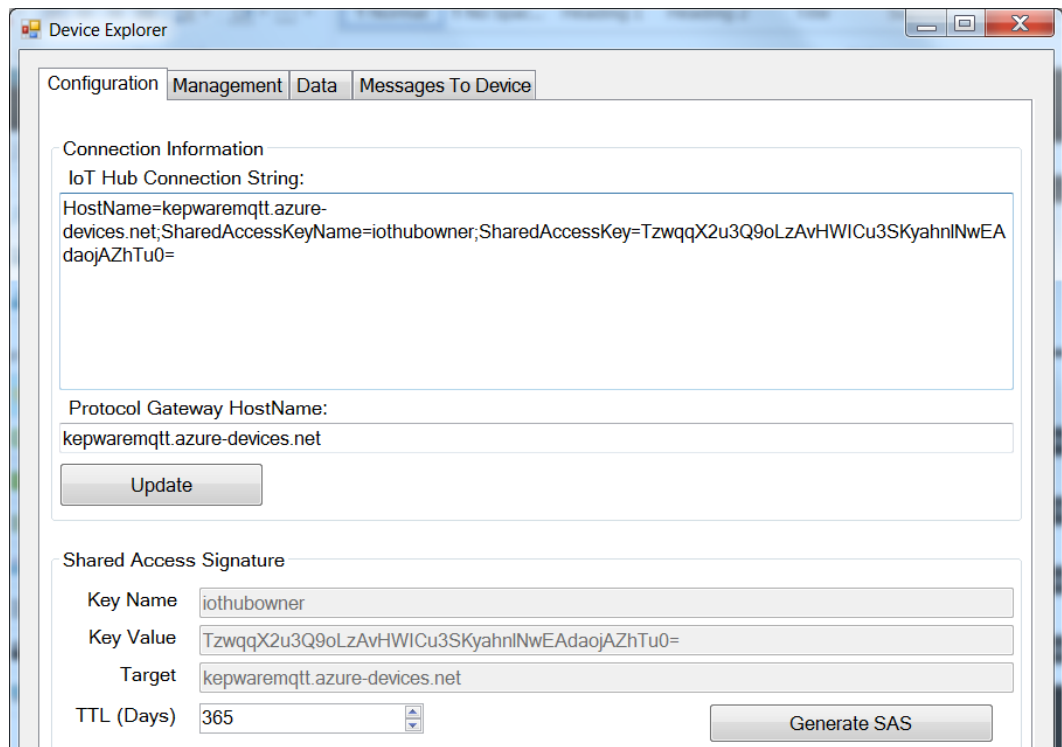 Device Explorer
Configuration Management Data Messages To Device
Connection Information
IoT Hub Connection String:
HostName=kepwaremqtt.azure-
devices.net;SharedAccessKeyName=iothubowner;SharedAccessKey=TzwqqX2u3Q9oLzAvHWICu3SKyahnlNwEA
daojAZhTu0=
Protocol Gateway HostName:
kepwaremqtt.azure-devices.net
Update
Shared Access Signature
Key Name iothubowner
Key Value TzwqqX2u3Q9oLzAvHWICu3SKyahnlNwEAdaojAZhTu0=
Target kepwaremqtt.azure-devices.net
TTL (Days) 365
Generate SAS